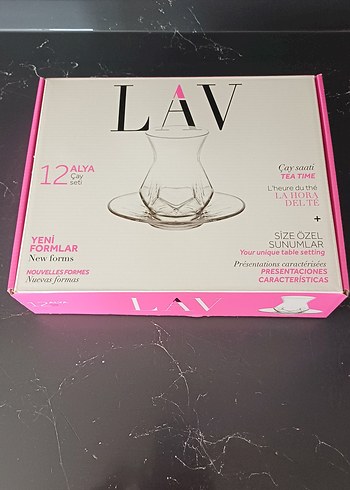 LAV
12 ALYA
Çay
seti
Çay saati
TEA TIME
L'heure du thé
LA HORA
DEL TÉ
+
YENİ
FORMLAR
New forms
NOUVELLES FORMES
Nuevas formas
SİZE ÖZEL
SUNUMLAR
Your unique table setting
Présentations caractérisées
PRESENTACIONES
CARACTERÍSTICAS
LAV